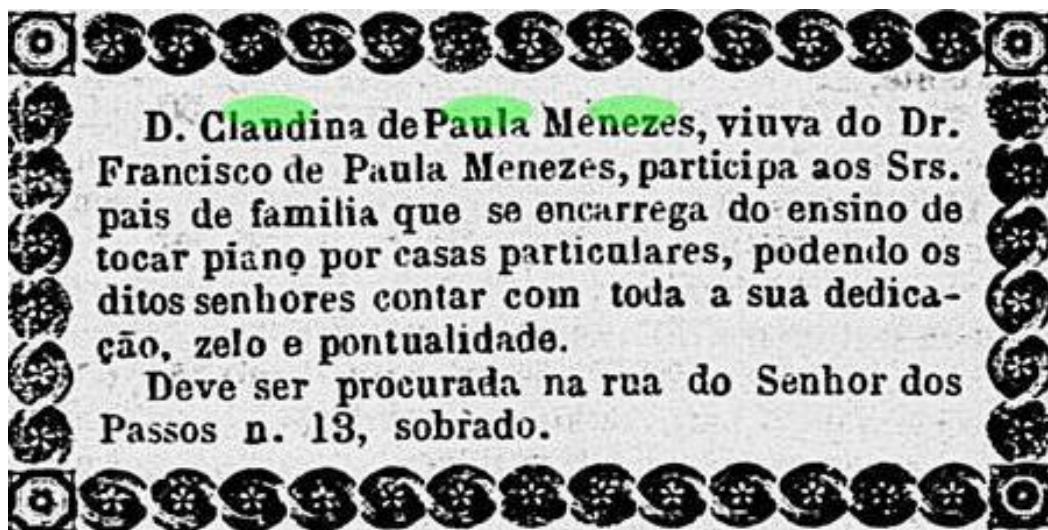 D. Claudina de Paula Menezes, viuva do Dr.
Francisco de Paula Menezes, participa aos Srs.
pais de familia que se encarrega do ensino de
tocar piano por casas particulares, podendo os
ditos senhores contar com toda a sua dedica-
ção, zelo e pontualidade.
Deve ser procurada na rua do Senhor dos
Passos n. 13, sobrado.